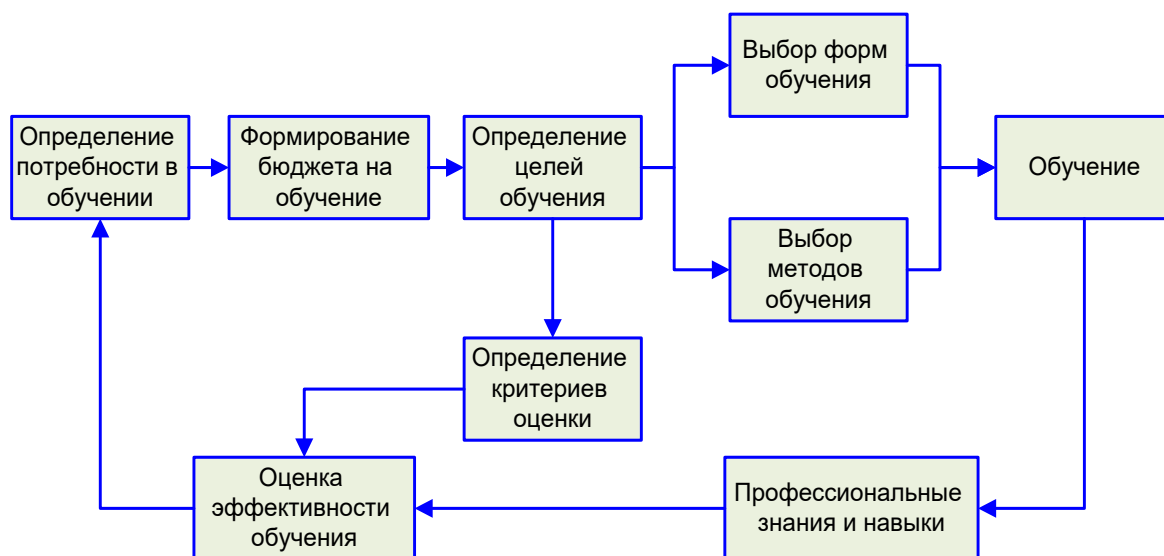 Определение
потребности в
обучении
Формирование
бюджета на
обучение
Определение
целей
обучения
Выбор форм
обучения
Выбор
методов
обучения
Обучение
Определение
критериев
оценки
Оценка
эффективности
обучения
Профессиональные
знания и навыки